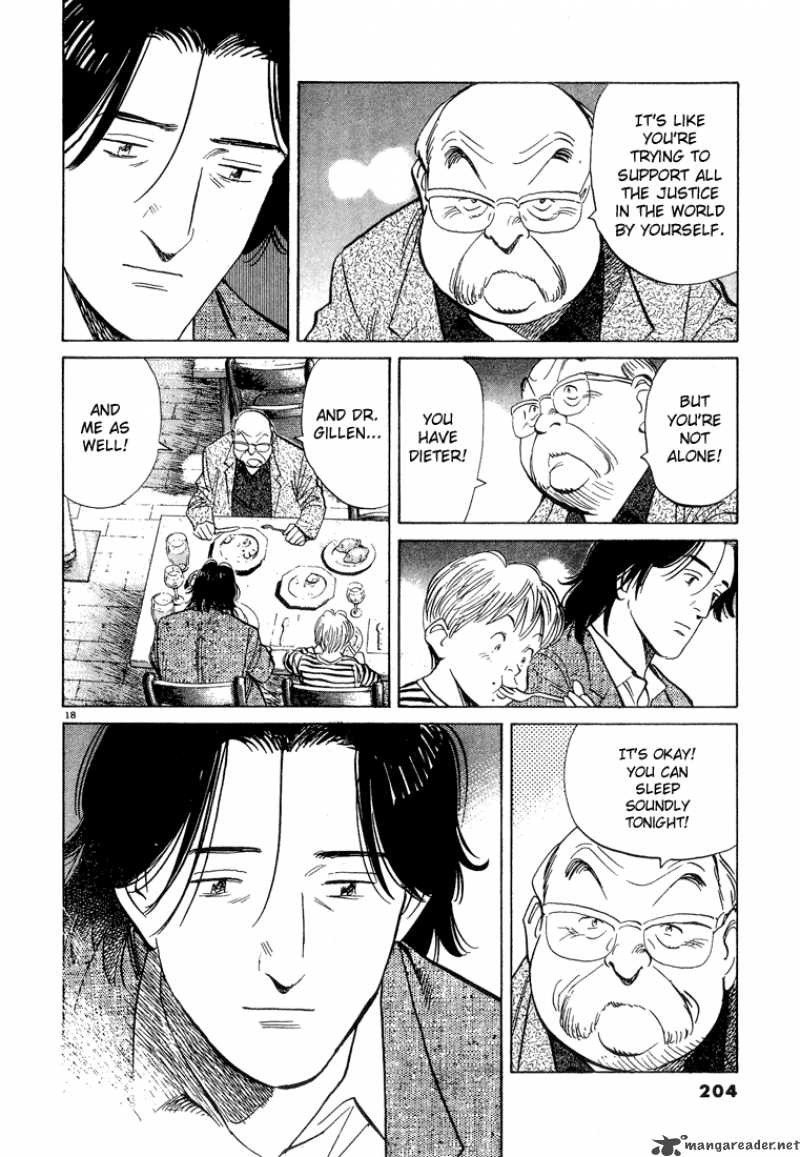 IT'S LIKE
YOU'RE
TRYING TO
SUPPORT ALL
THE JUSTICE
IN THE WORLD
BY YOURSELF.
BUT
YOU'RE
NOT
ALONE!
YOU
HAVE
DIETER!
AND DR.
GILLEN...
AND
ME AS
WELL!
18
IT'S OKAY!
YOU CAN
SLEEP
SOUNDLY
TONIGHT!
204
mangareader.net